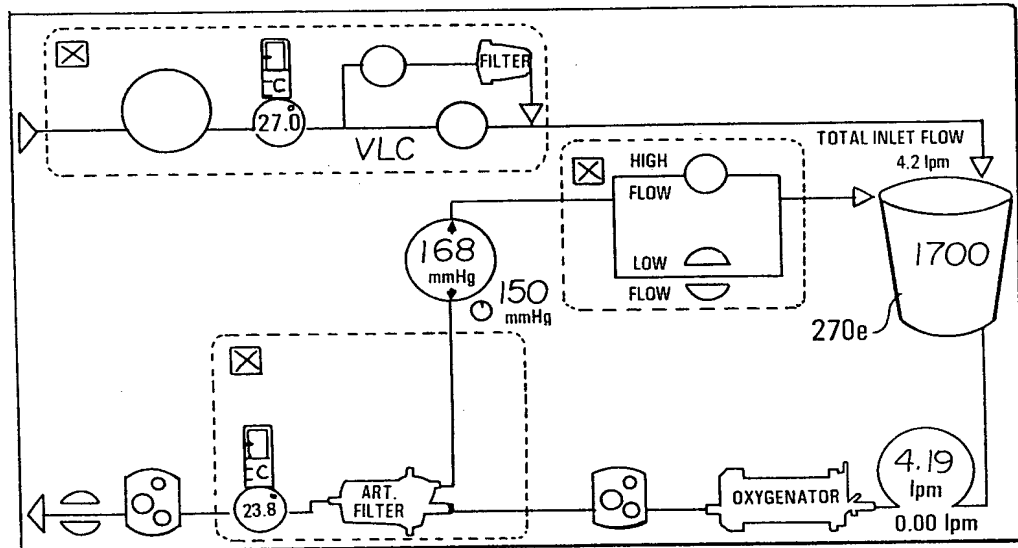 C
27.0°
VLC
FILTER
TOTAL INLET FLOW
4.2 lpm
HIGH
FLOW
LOW
FLOW
168
mmHg
150
mmHg
1700
270e
C
23.8°
ART.
FILTER
OXYGENATOR
4.19
lpm
0.00 lpm